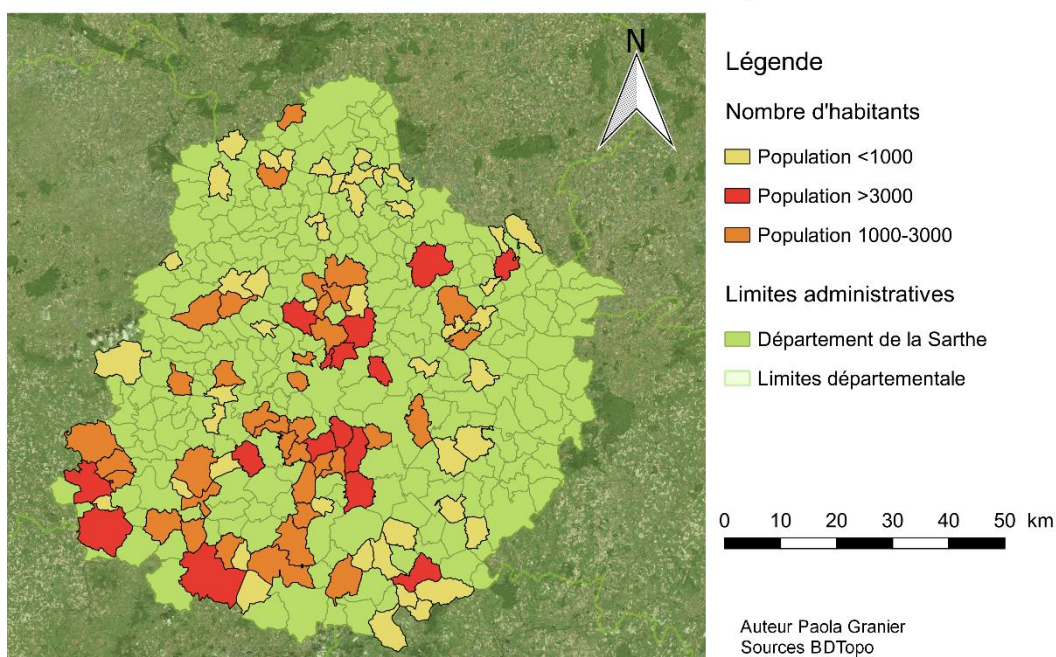 N
Légende
Nombre d'habitants
Population <1000
Population >3000
Population 1000-3000
Limites administratives
Département de la Sarthe
Limites départementale
0 10 20 30 40 50 km
Auteur Paola Granier
Sources BDTopo